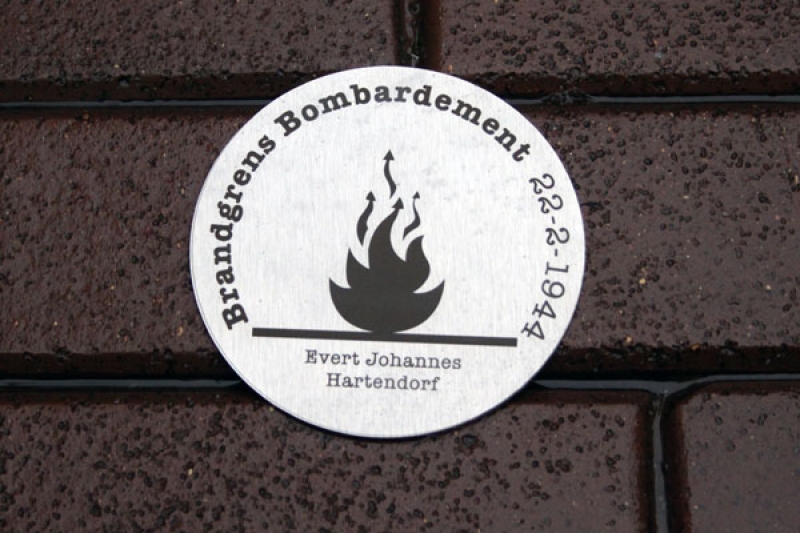 Brandgrens Bombardement 22-2-1944
Evert Johannes
Hartendorf